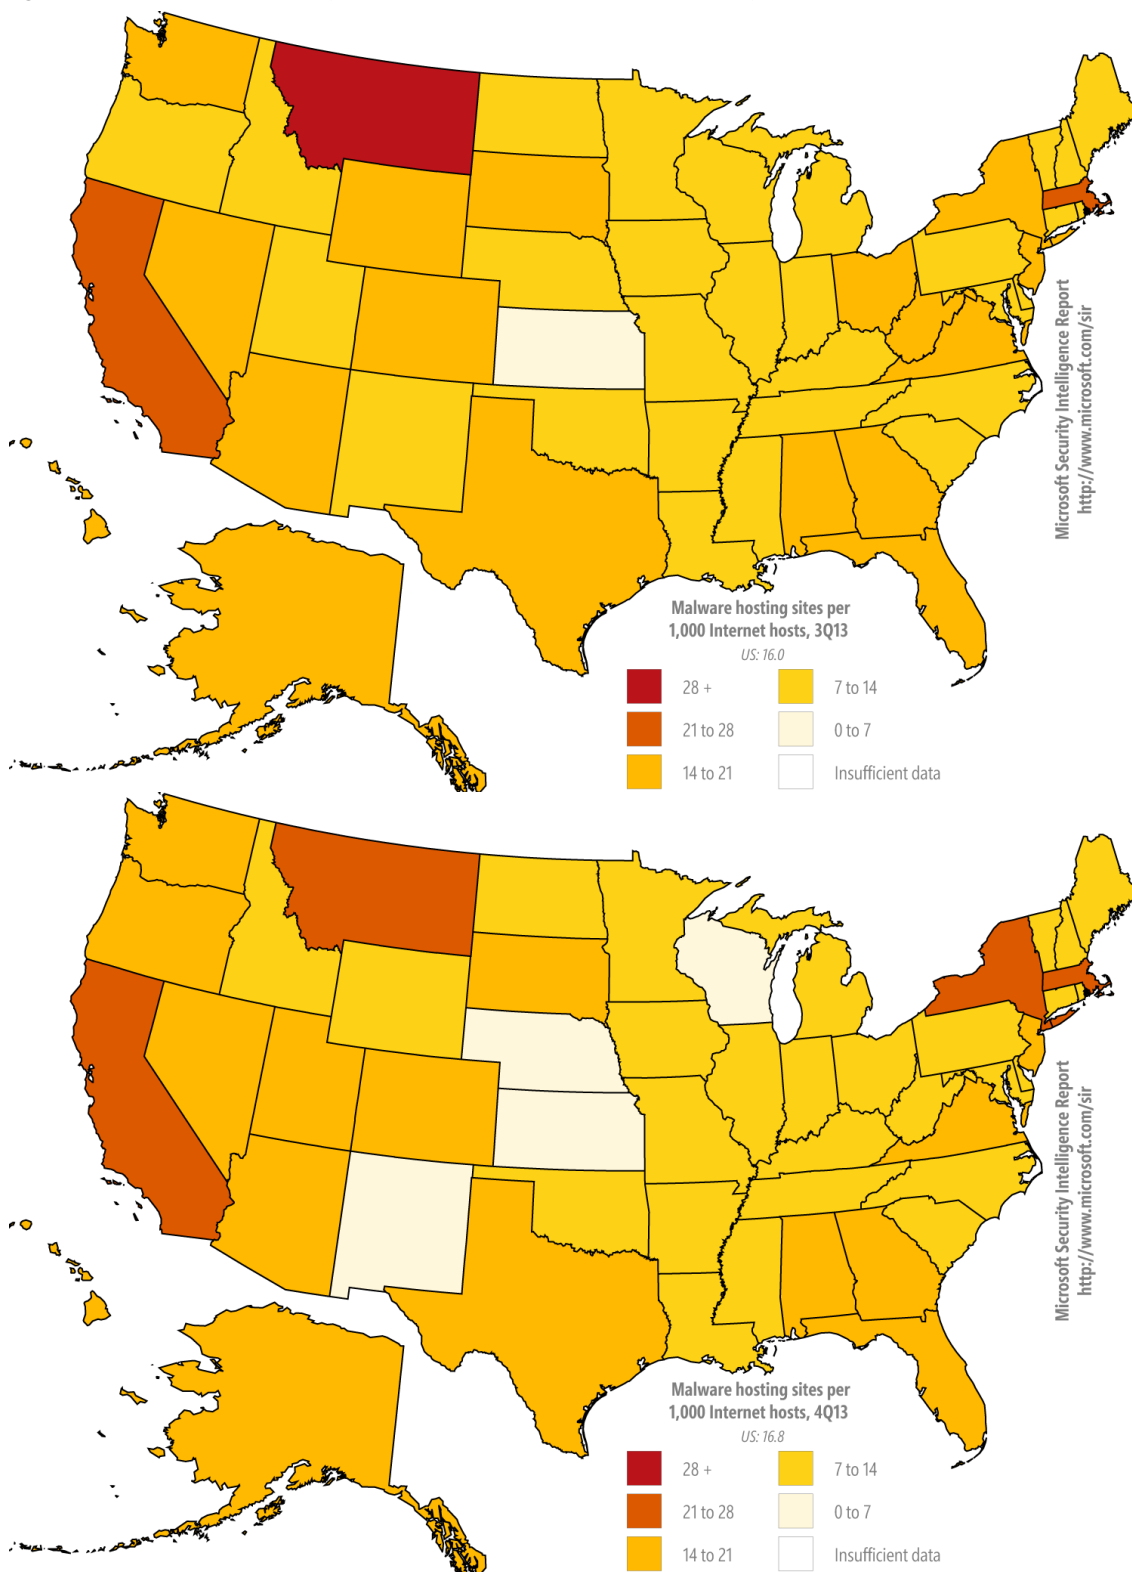 Microsoft Security Intelligence Report
http://www.microsoft.com/sir
Malware hosting sites per
1,000 Internet hosts, 3Q13
US: 16.0
28 +
7 to 14
21 to 28
0 to 7
14 to 21
Insufficient data
Microsoft Security Intelligence Report
http://www.microsoft.com/sir
Malware hosting sites per
1,000 Internet hosts, 4Q13
US: 16.8
28 +
7 to 14
21 to 28
0 to 7
14 to 21
Insufficient data